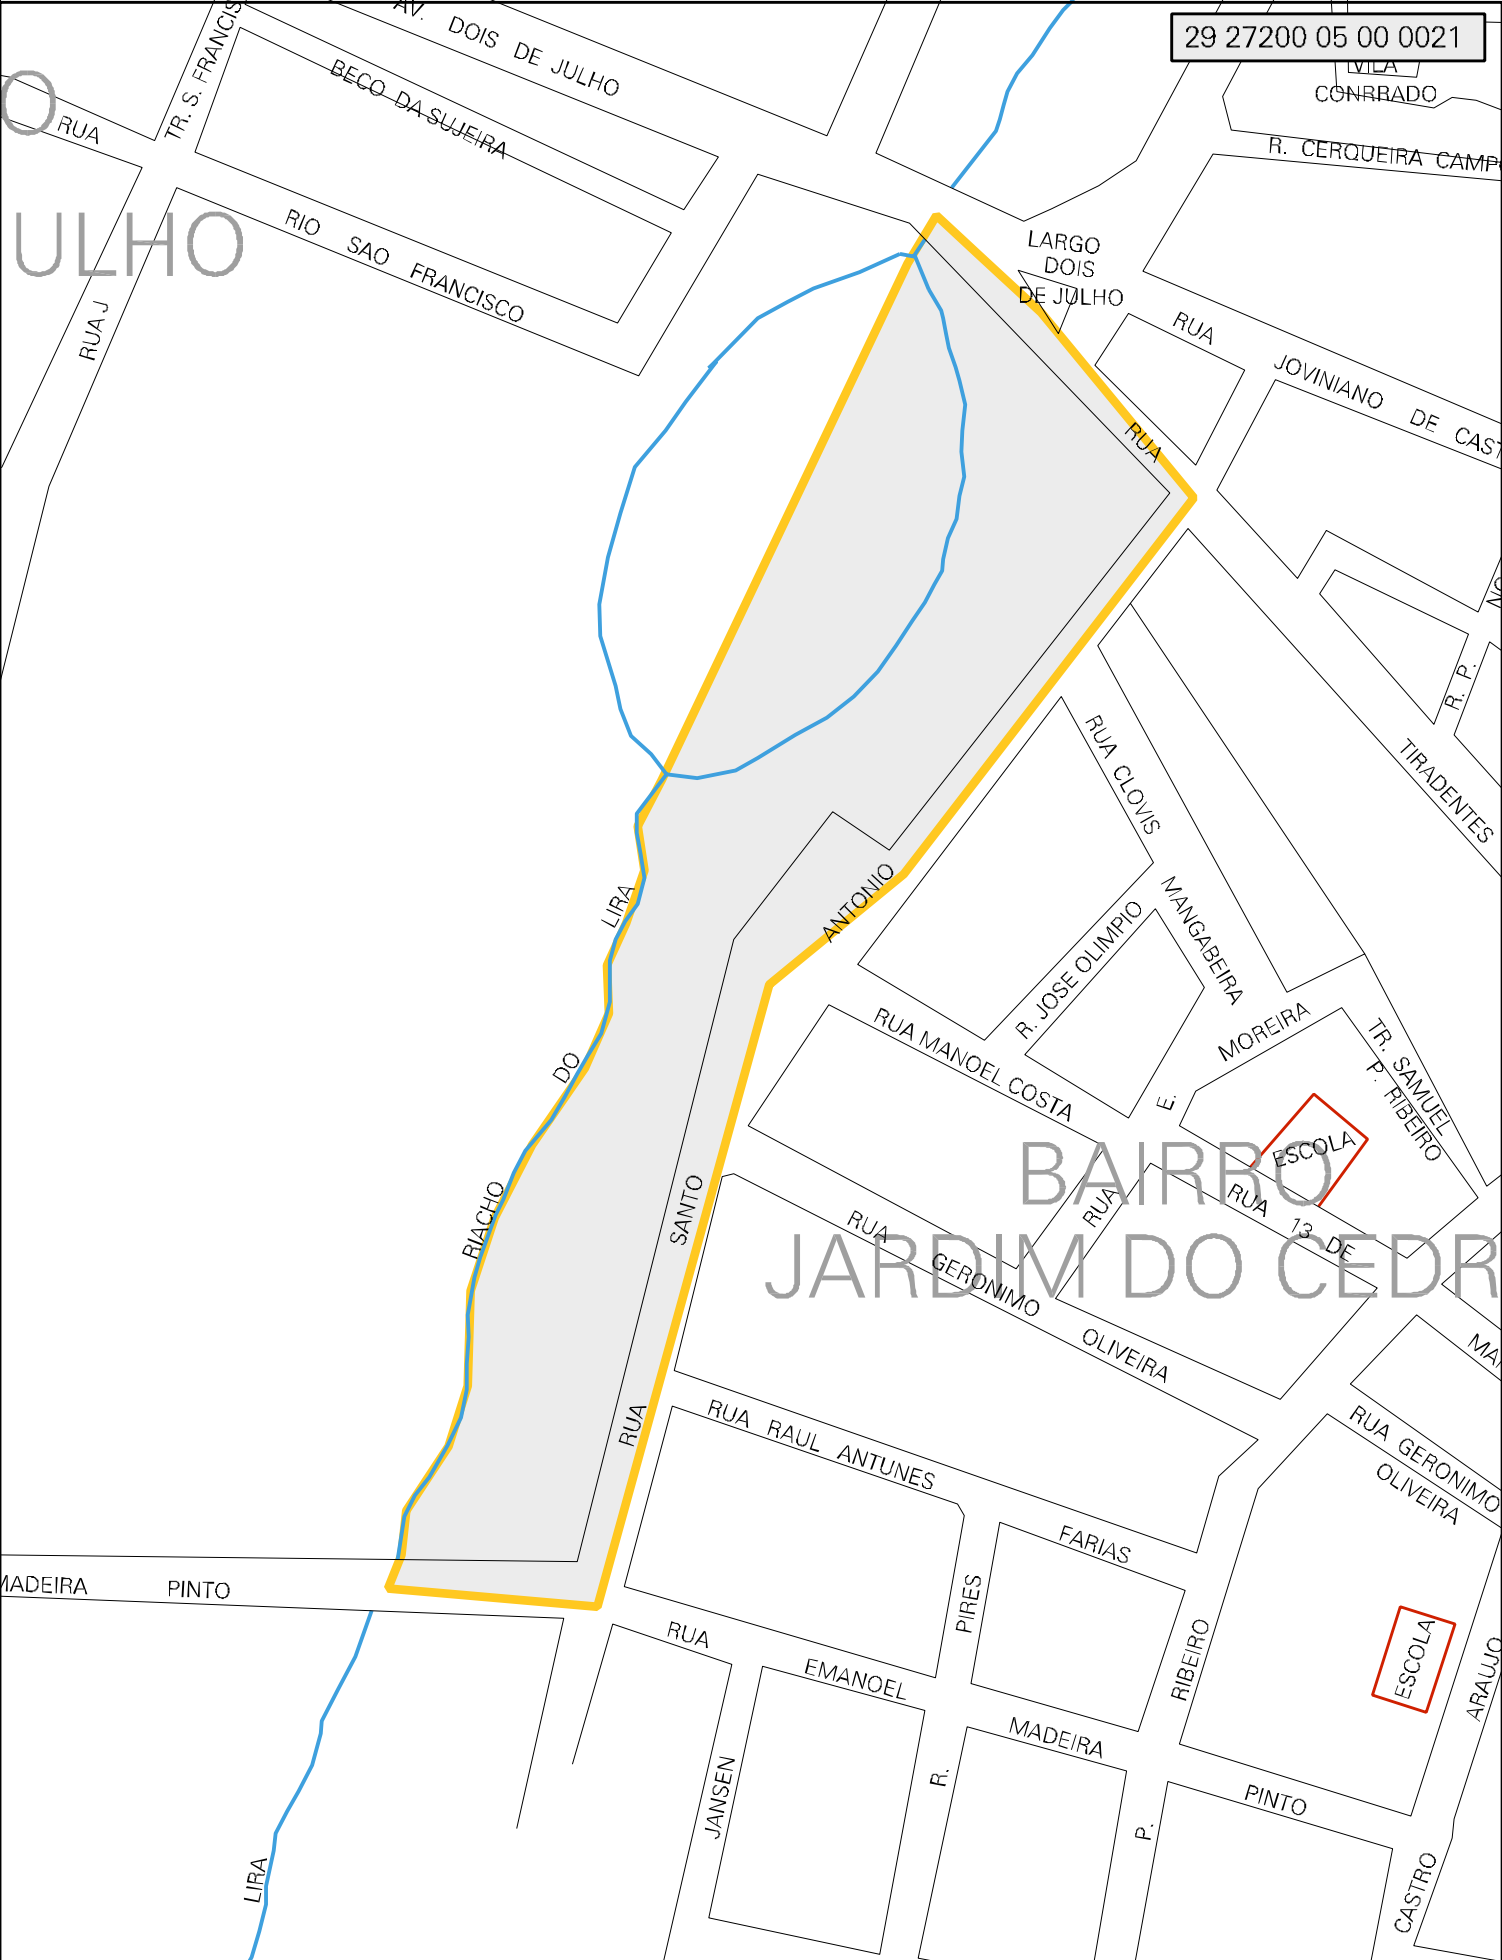 29 27200 05 00 0021
AV. DOIS DE JULHO
TR. S. FRANCIS
BECO DA SUJEIRA
VILA
CONRRADO
R. CERQUEIRA CAMP
O
RUA
ULHO
RIO SAO FRANCISCO
RUA J
LARGO
DOIS
DE JULHO
RUA
JOVINIANO DE CAST
RUA
R. P.
TIRADENTES
RUA CLOVIS
MANGABEIRA
LIRA
ANTONIO
R. JOSE OLIMPIO
RUA MANOEL COSTA
MOREIRA
E.
TR. SAMUEL
P. RIBEIRO
DO
ESCOLA
BAIRRO
JARDIM DO CEDR
RIACHO
SANTO
RUA
RUA 13 DE
RUA GERONIMO
OLIVEIRA
MAI
RUA
RUA RAUL ANTUNES
FARIAS
RUA GERONIMO
OLIVEIRA
MADEIRA PINTO
PIRES
RIBEIRO
ESCOLA
ARAUJO
RUA
EMANOEL
MADEIRA
PINTO
JANSEN
R.
P.
LIRA
CASTRO